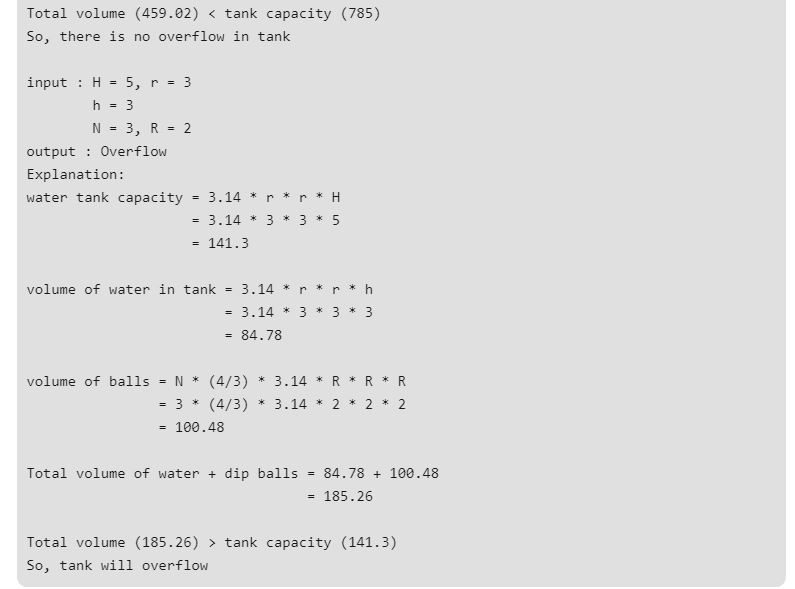 Total volume (459.02) < tank capacity (785)
So, there is no overflow in tank
input : H = 5, r = 3
h = 3
N = 3, R = 2
output : Overflow
Explanation:
water tank capacity = 3.14 * r * r * H
= 3.14 * 3 * 3 * 5
= 141.3
volume of water in tank = 3.14 * r * r * h
= 3.14 * 3 * 3 * 3
= 84.78
volume of balls = N * (4/3) * 3.14 * R * R * R
= 3 * (4/3) * 3.14 * 2 * 2 * 2
= 100.48
Total volume of water + dip balls = 84.78 + 100.48
= 185.26
Total volume (185.26) > tank capacity (141.3)
So, tank will overflow